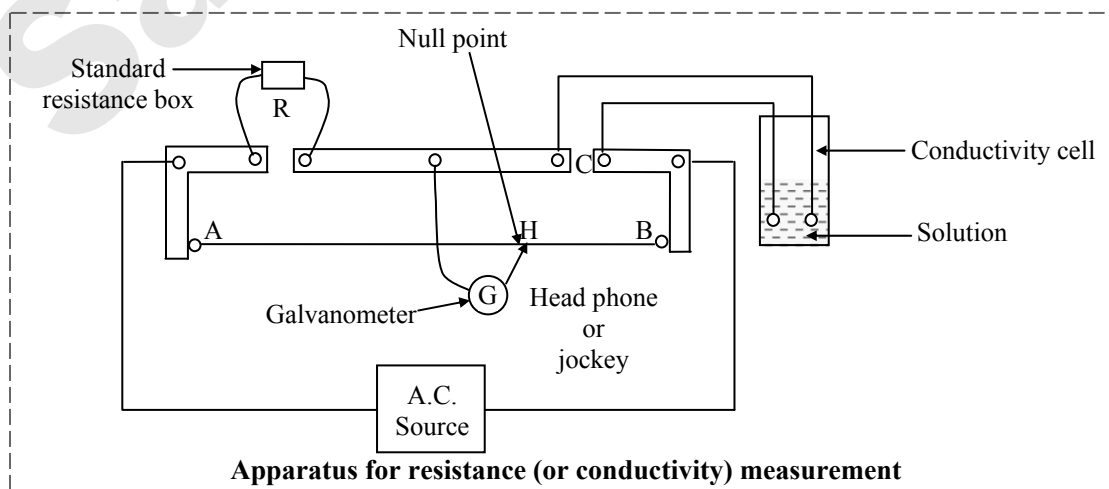 Null point
Standard
resistance box
R
C
Conductivity cell
A
H
B
Solution
G
Galvanometer
Head phone
or
jockey
A.C.
Source
Apparatus for resistance (or conductivity) measurement